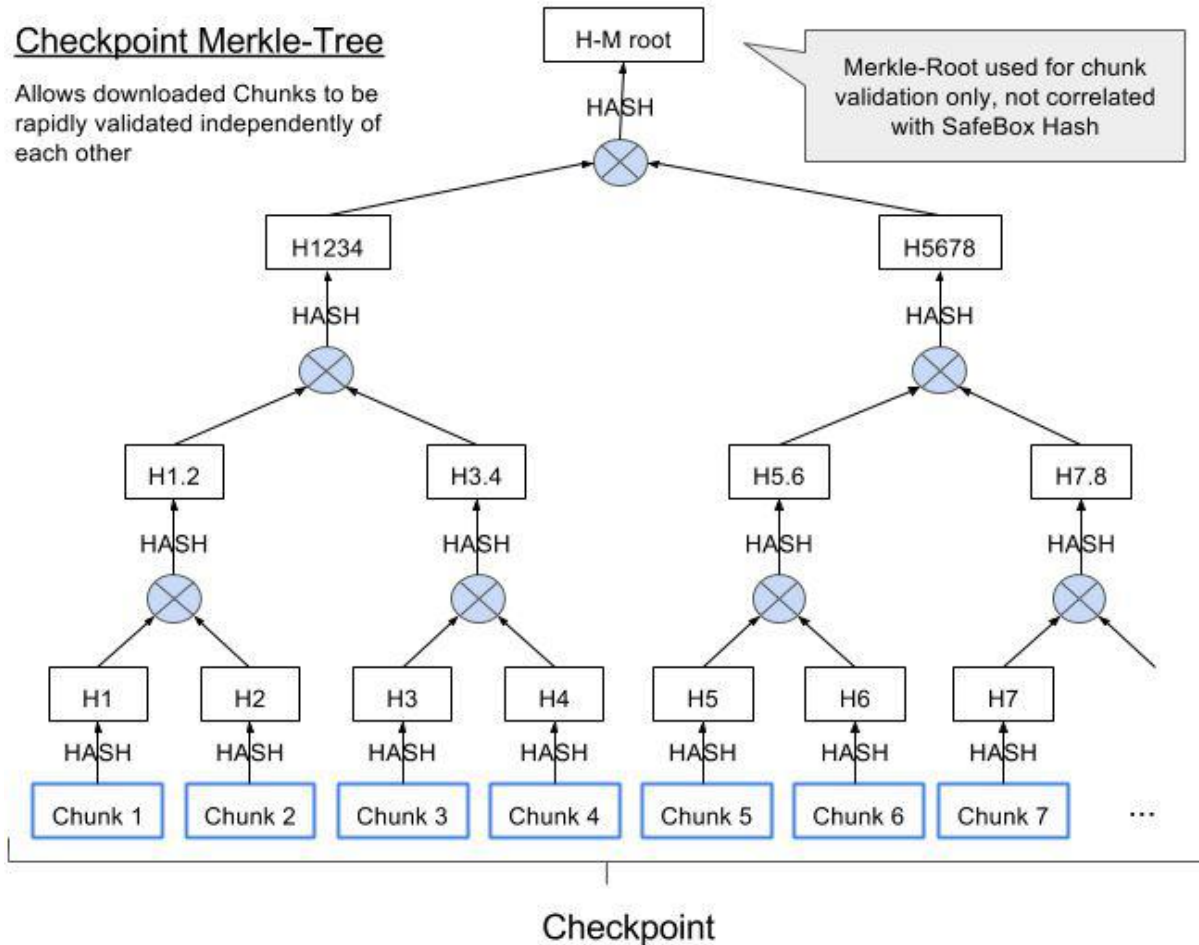 Checkpoint Merkle-Tree
Allows downloaded Chunks to be
rapidly validated independently of
each other
H-M root
Merkle-Root used for chunk
validation only, not correlated
with SafeBox Hash
HASH
H1234
H5678
HASH
HASH
H1.2
H3.4
H5.6
H7.8
HASH
HASH
HASH
HASH
H1
H2
H3
H4
H5
H6
H7
HASH
HASH
HASH
HASH
HASH
HASH
HASH
Chunk 1
Chunk 2
Chunk 3
Chunk 4
Chunk 5
Chunk 6
Chunk 7
...
Checkpoint